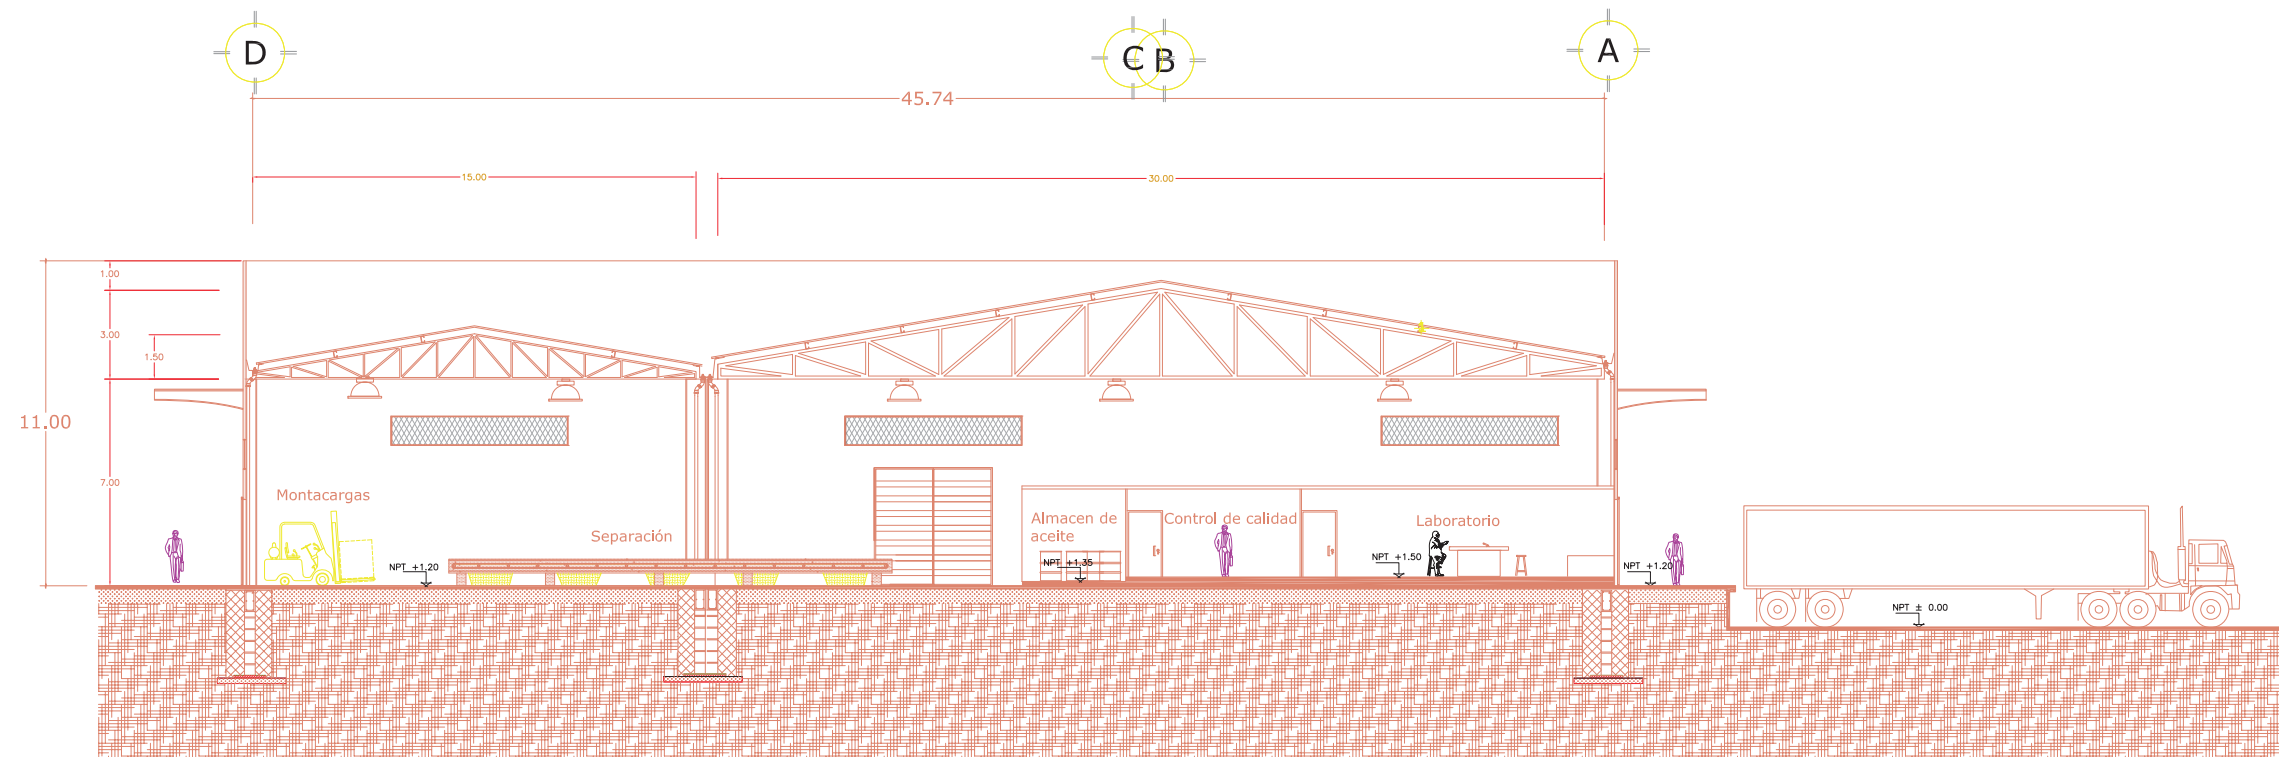 D
C
B
A
45.74
15.00
30.00
1.00
3.00
1.50
11.00
7.00
Montacargas
Separación
Almacen de
aceite
Control de calidad
Laboratorio
NPT +1.20
NPT +1.35
NPT +1.50
NPT +1.20
NPT ± 0.00